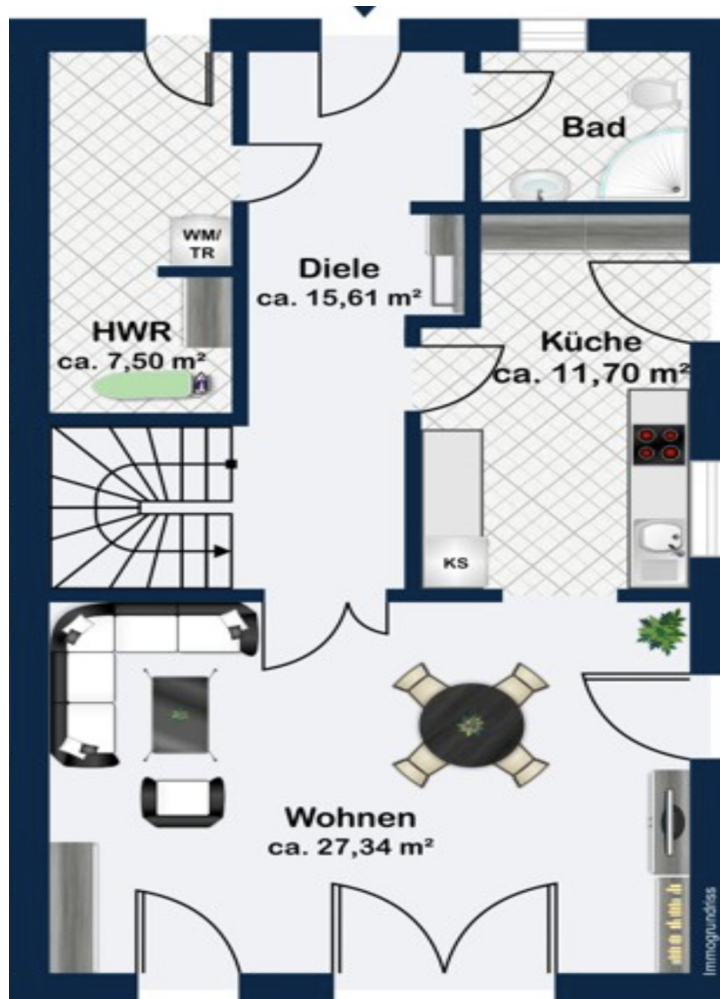 Bad
WM/
TR
Diele
ca. 15,61 m²
HWR
ca. 7,50 m²
Küche
ca. 11,70 m²
KS
Wohnen
ca. 27,34 m²
Immogrundriss